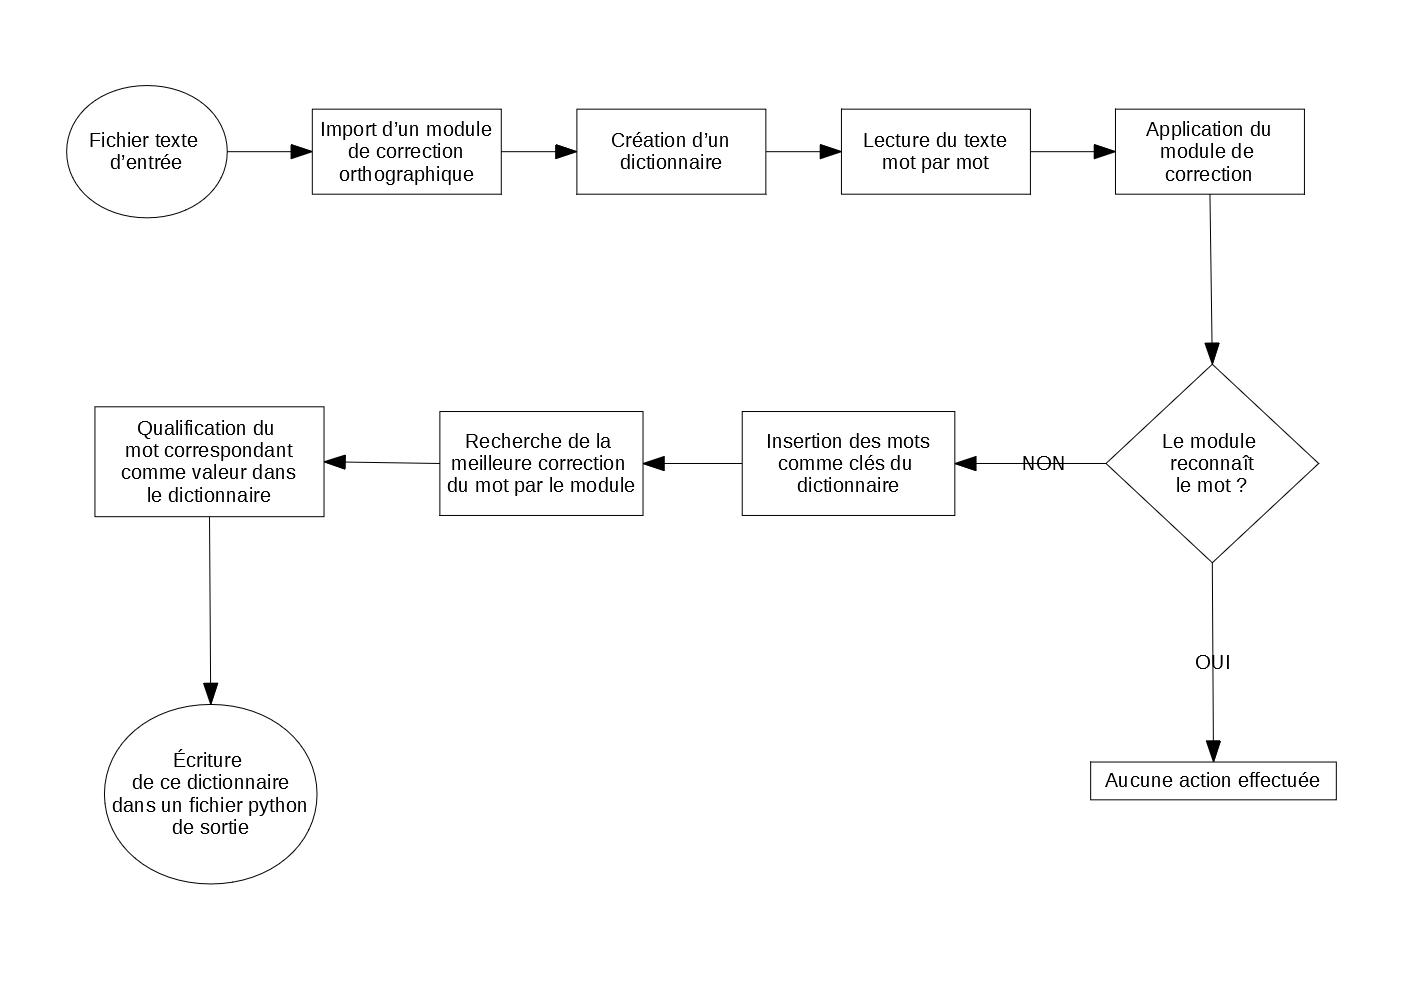 Fichier texte
d’entrée
Import d’un module
de correction
orthographique
Création d’un
dictionnaire
Lecture du texte
mot par mot
Application du
module de
correction
Le module
reconnaît
le mot ?
NON
Insertion des mots
comme clés du
dictionnaire
Recherche de la
meilleure correction
du mot par le module
Qualification du
mot correspondant
comme valeur dans
le dictionnaire
OUI
Aucune action effectuée
Écriture
de ce dictionnaire
dans un fichier python
de sortie